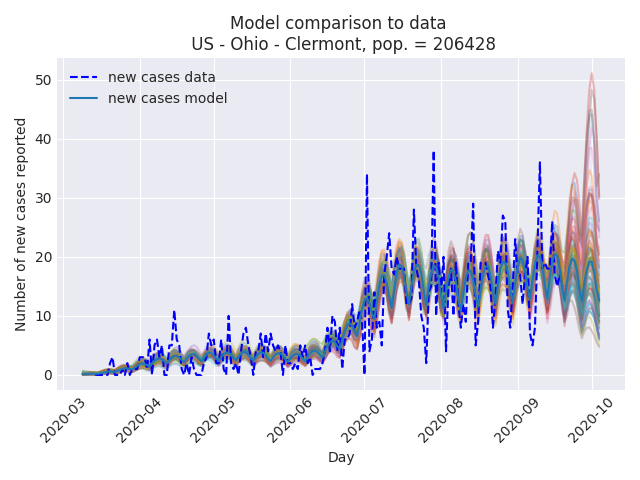 Model comparison to data
US - Ohio - Clermont, pop. = 206428
new cases data
new cases model
Number of new cases reported
50
40
30
20
10
0
2020-03
2020-04
2020-05
2020-06
2020-07
2020-08
2020-09
2020-10
Day